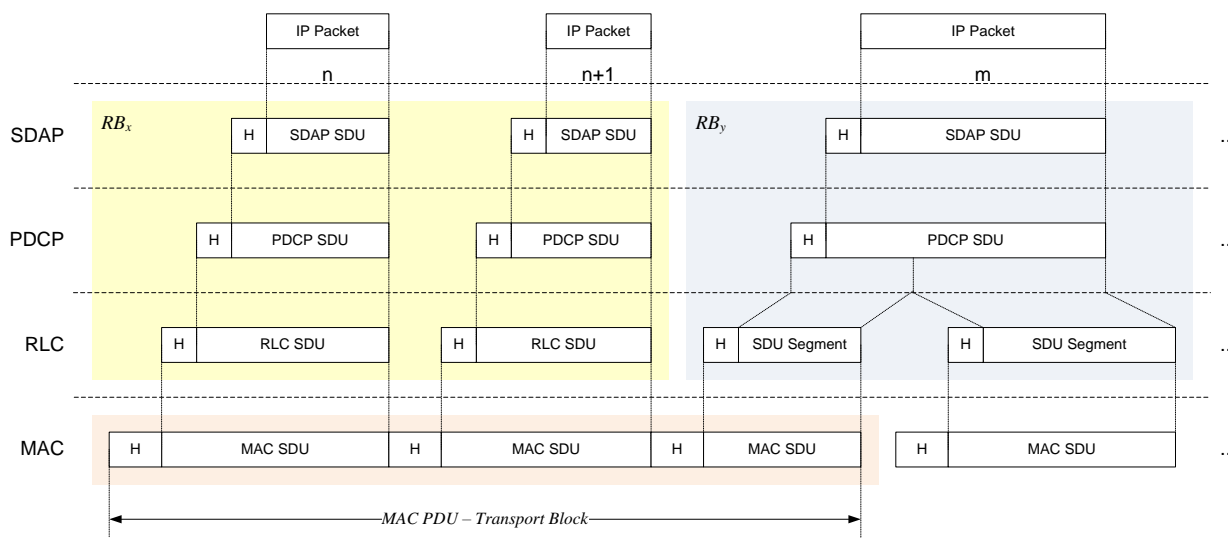 IP Packet IP Packet IP Packet
n n+1 m
RBx RBy
SDAP H SDAP SDU H SDAP SDU H SDAP SDU ..
PDCP H PDCP SDU H PDCP SDU H PDCP SDU ..
RLC H RLC SDU H RLC SDU H SDU Segment H SDU Segment ..
MAC H MAC SDU H MAC SDU H MAC SDU H MAC SDU ..
MAC PDU – Transport Block